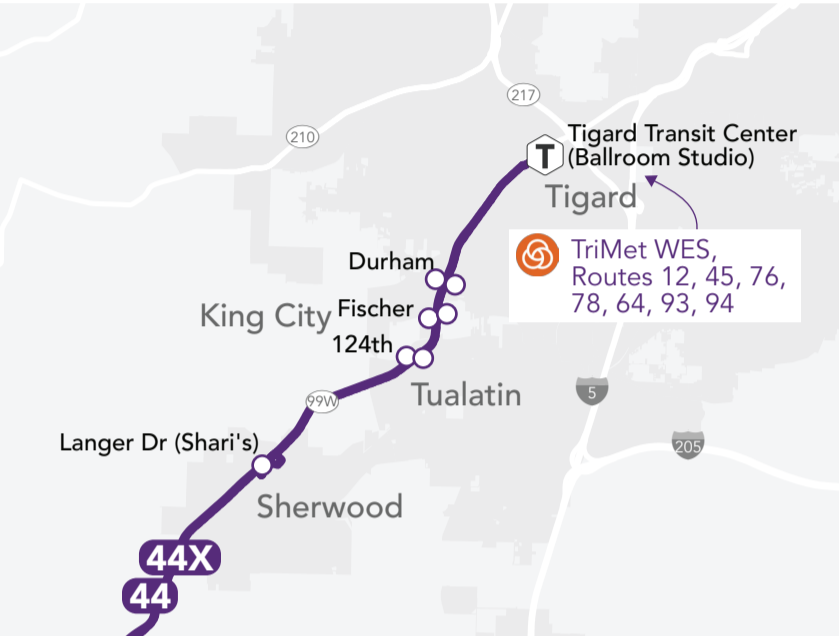 217
210
Tigard Transit Center
T
(Ballroom Studio)
Tigard
TriMet WES,
Routes 12, 45, 76,
78, 64, 93, 94
Durham
King City
Fischer
124th
Tualatin
5
99W
Langer Dr (Shari's)
205
Sherwood
44X
44